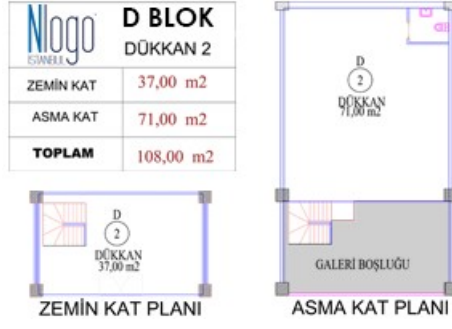 Nlogo
İSTANBUL
D BLOK
DÜKKAN 2
ZEMİN KAT 37,00 m2
ASMA KAT 71,00 m2
TOPLAM 108,00 m2
D
2
DÜKKAN
37,00 m2
ZEMİN KAT PLANI
D
2
DÜKKAN
71,00 m2
GALERİ BOŞLUĞU
ASMA KAT PLANI